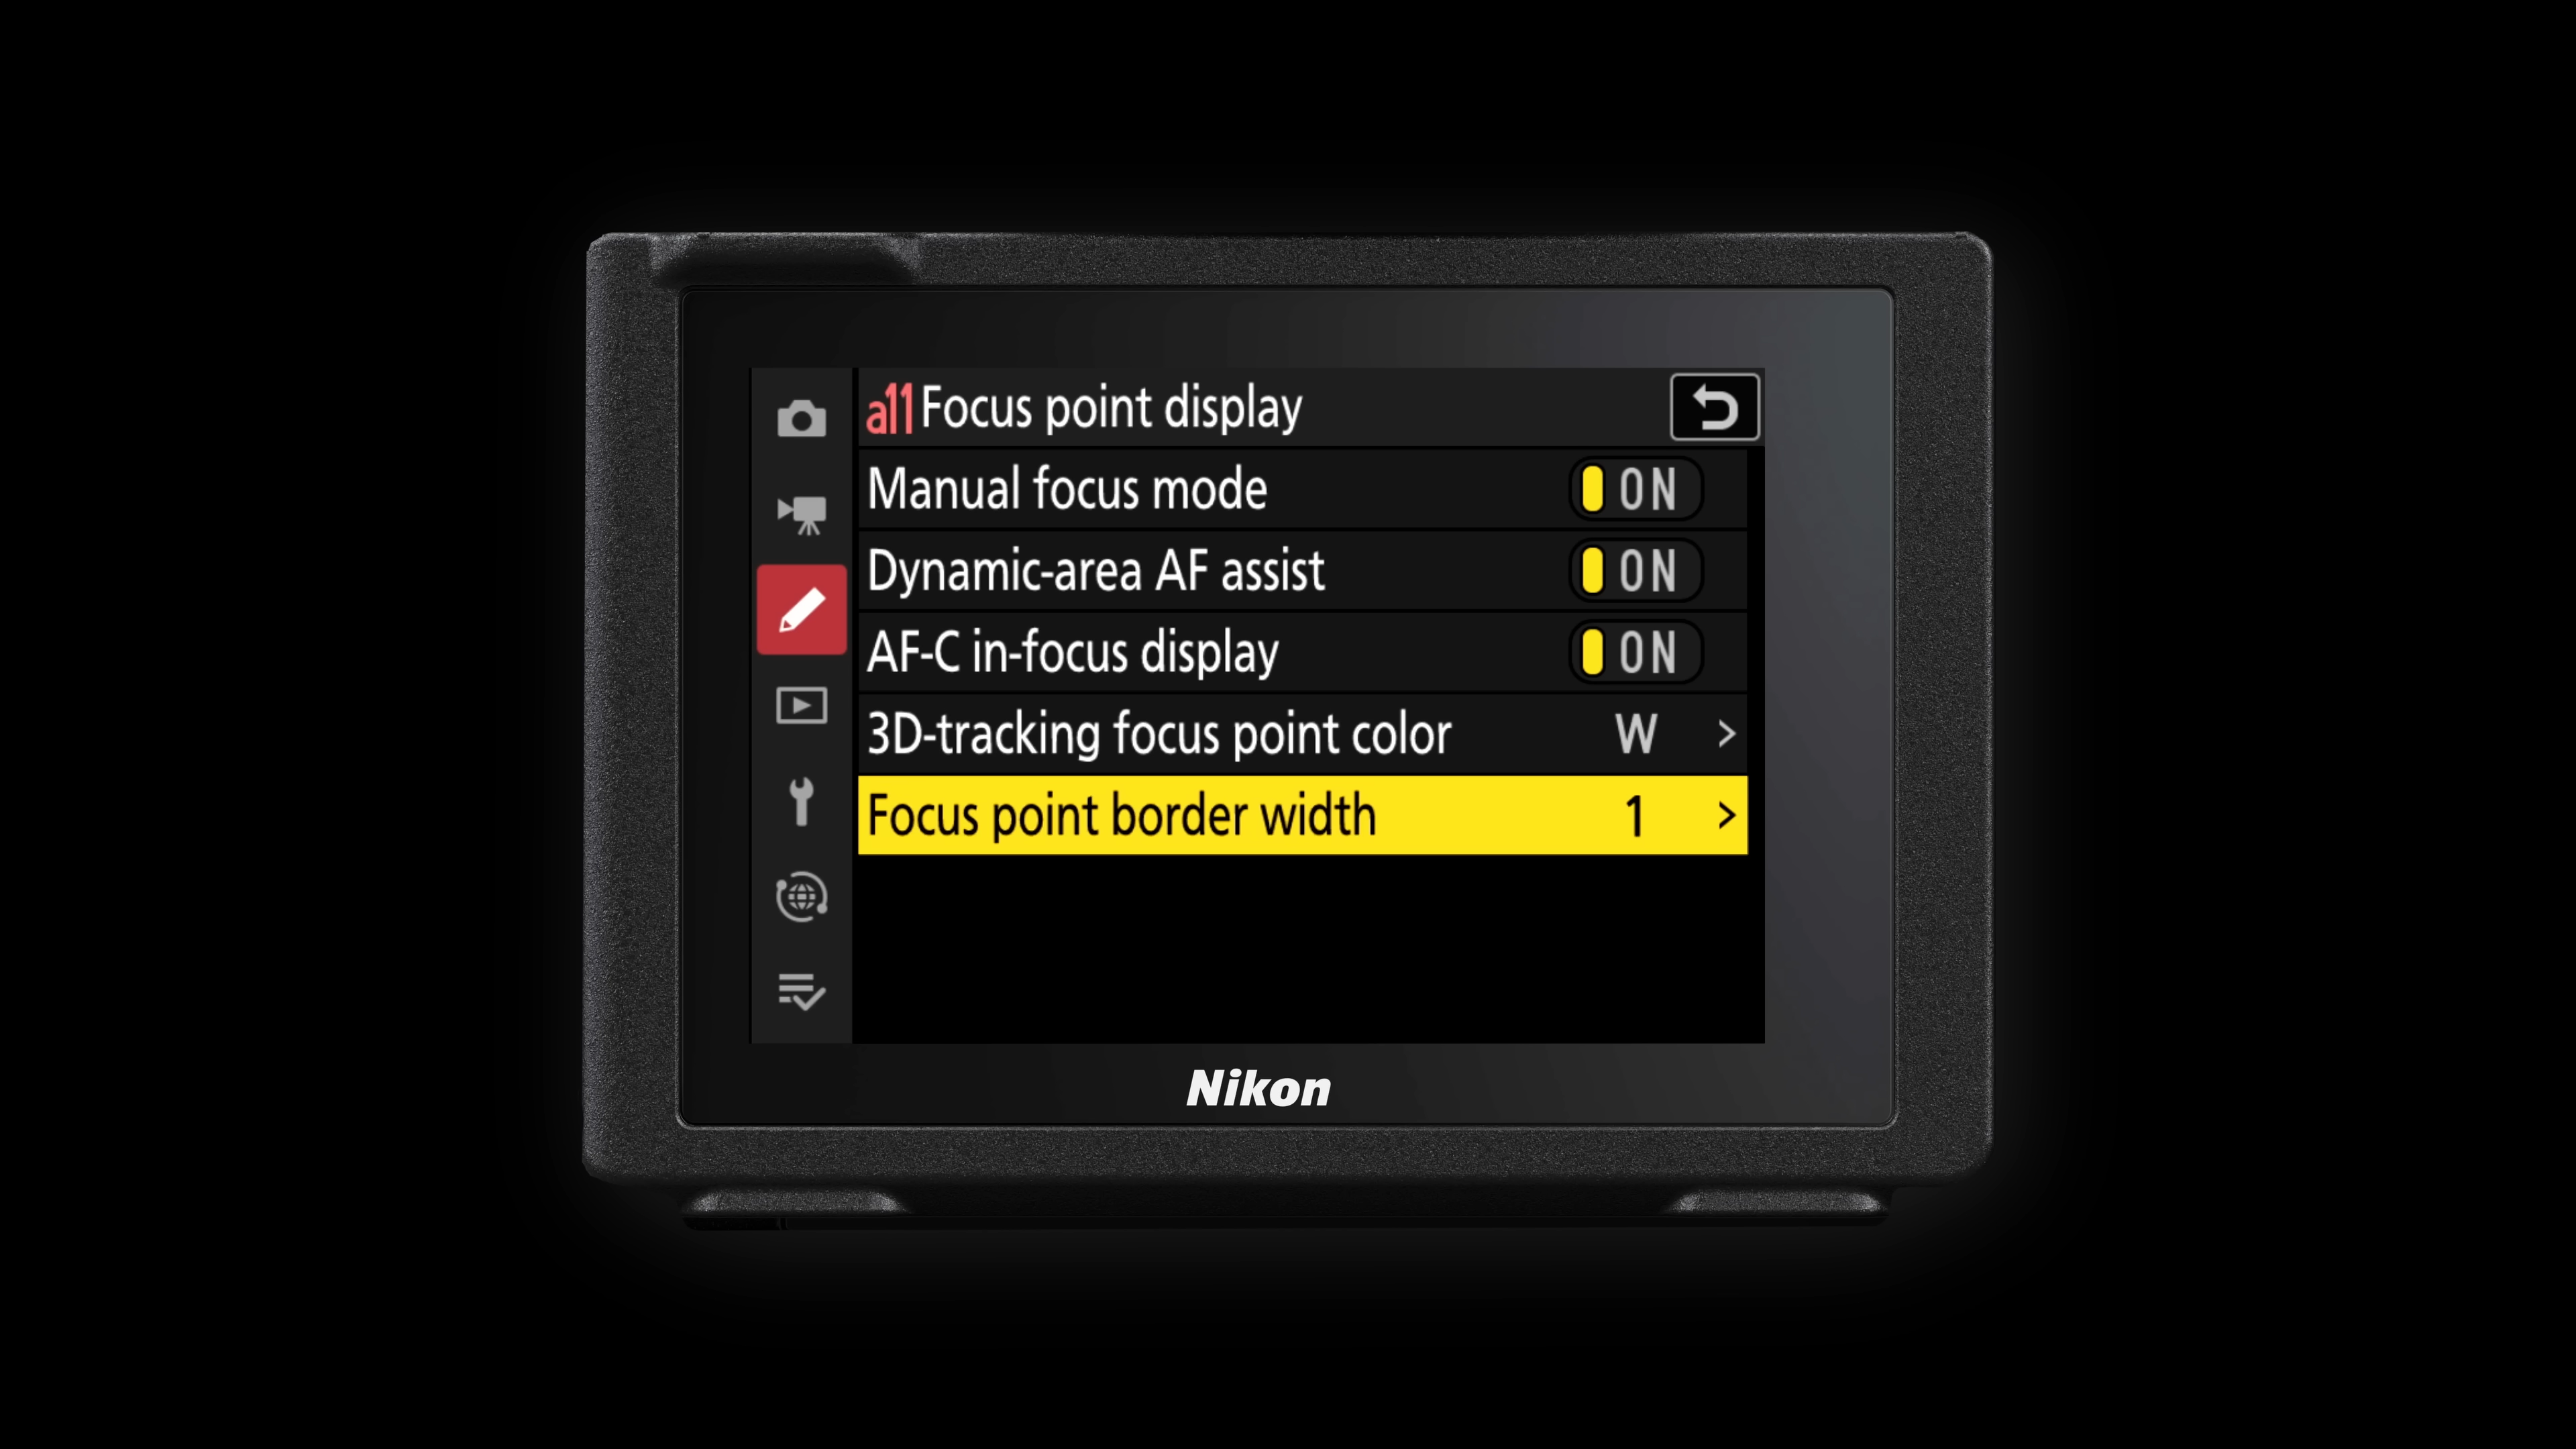 a11 Focus point display
Manual focus mode ON
Dynamic-area AF assist ON
AF-C in-focus display ON
3D-tracking focus point color W >
Focus point border width 1 >
Nikon